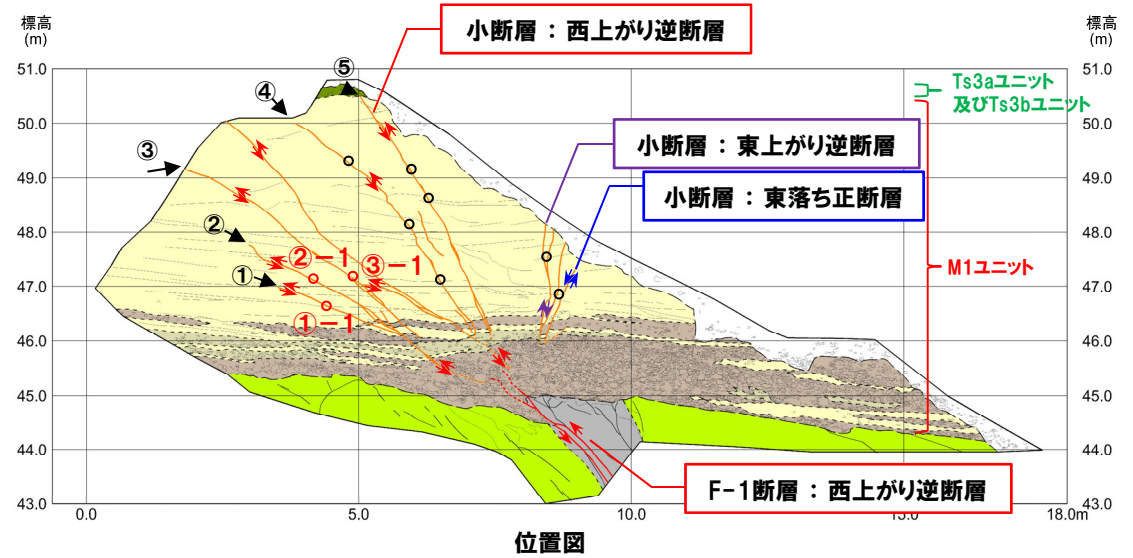 標高
(m)
標高
(m)
小断層 : 西上がり逆断層
51.0
51.0
50.0
50.0
49.0
49.0
48.0
48.0
47.0
47.0
46.0
46.0
45.0
45.0
44.0
44.0
43.0
43.0
⑤
④
③
②
①
②-1
③-1
①-1
Ts3aユニット
及びTs3bユニット
小断層 : 東上がり逆断層
小断層 : 東落ち正断層
M1ユニット
F-1断層 : 西上がり逆断層
0.0
5.0
10.0
15.0
18.0m
位置図